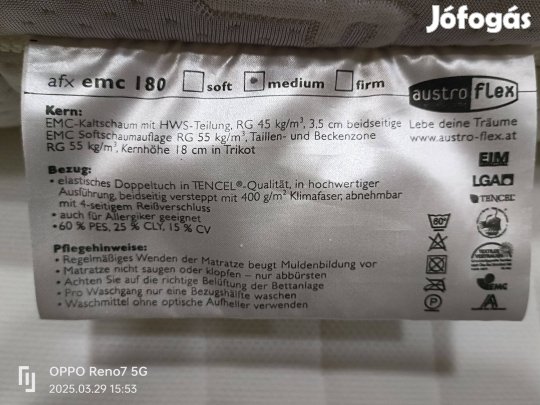 Jófogás
afx emc 180 soft medium firm
austro flex
Lebe deine Träume
www.austro-flex.at
Kern:
EMC-Kaltschaum mit HWS-Teilung, RG 45 kg/m³, 3,5 cm beidseitige
EMC Softschaumauflage RG 55 kg/m³, Taillen- und Beckenzone
RG 55 kg/m³, Kernhöhe 18 cm in Trikot
EIM
LGA
TENCEL
Bezug:
• elastisches Doppeltuch in TENCEL®-Qualität, in hochwertiger
Ausführung, beidseitig versteppt mit 400 g/m² Klimafaser, abnehmbar
mit 4-seitigem Reißverschluss
• auch für Allergiker geeignet
• 60 % PES, 25 % CLY, 15 % CV
60°
Pflegehinweise:
• Regelmäßiges Wenden der Matratze beugt Muldenbildung vor
• Matratze nicht saugen oder klopfen – nur abbürsten
• Achten Sie auf die richtige Belüftung der Bettanlage
• Pro Waschgang nur eine Bezugshälfte waschen
• Waschmittel ohne optische Aufheller verwenden
EMC
P
OPPO Reno7 5G
2025.03.29 15:53